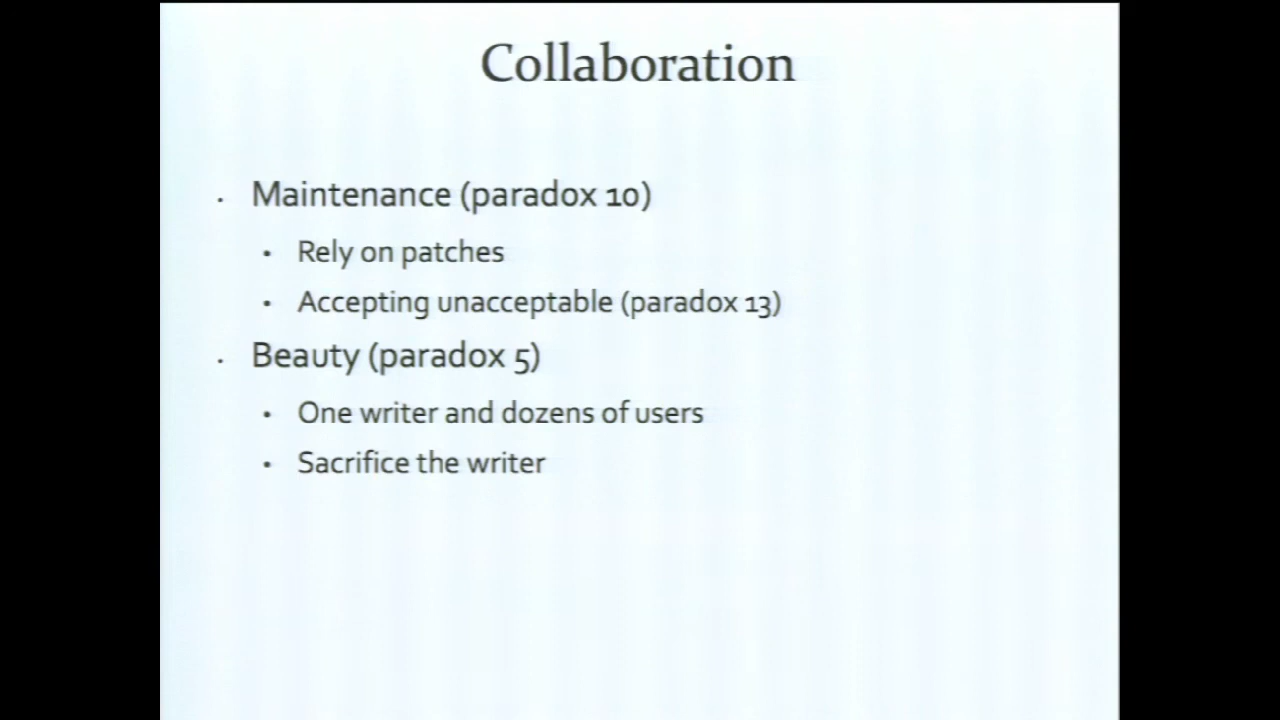 Collaboration
Maintenance (paradox 10)
Rely on patches
Accepting unacceptable (paradox 13)
Beauty (paradox 5)
One writer and dozens of users
Sacrifice the writer